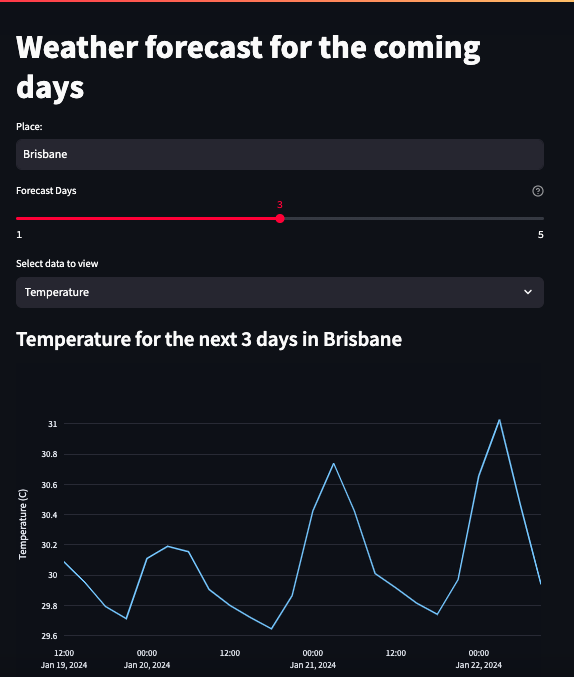 Weather forecast for the coming
days
Place:
Brisbane
Forecast Days
3
1 5
Select data to view
Temperature
Temperature for the next 3 days in Brisbane
31
30.8
30.6
30.4
30.2
30
29.8
29.6
Temperature (C)
12:00 00:00 12:00 00:00 12:00 00:00
Jan 19, 2024 Jan 20, 2024 Jan 21, 2024 Jan 22, 2024